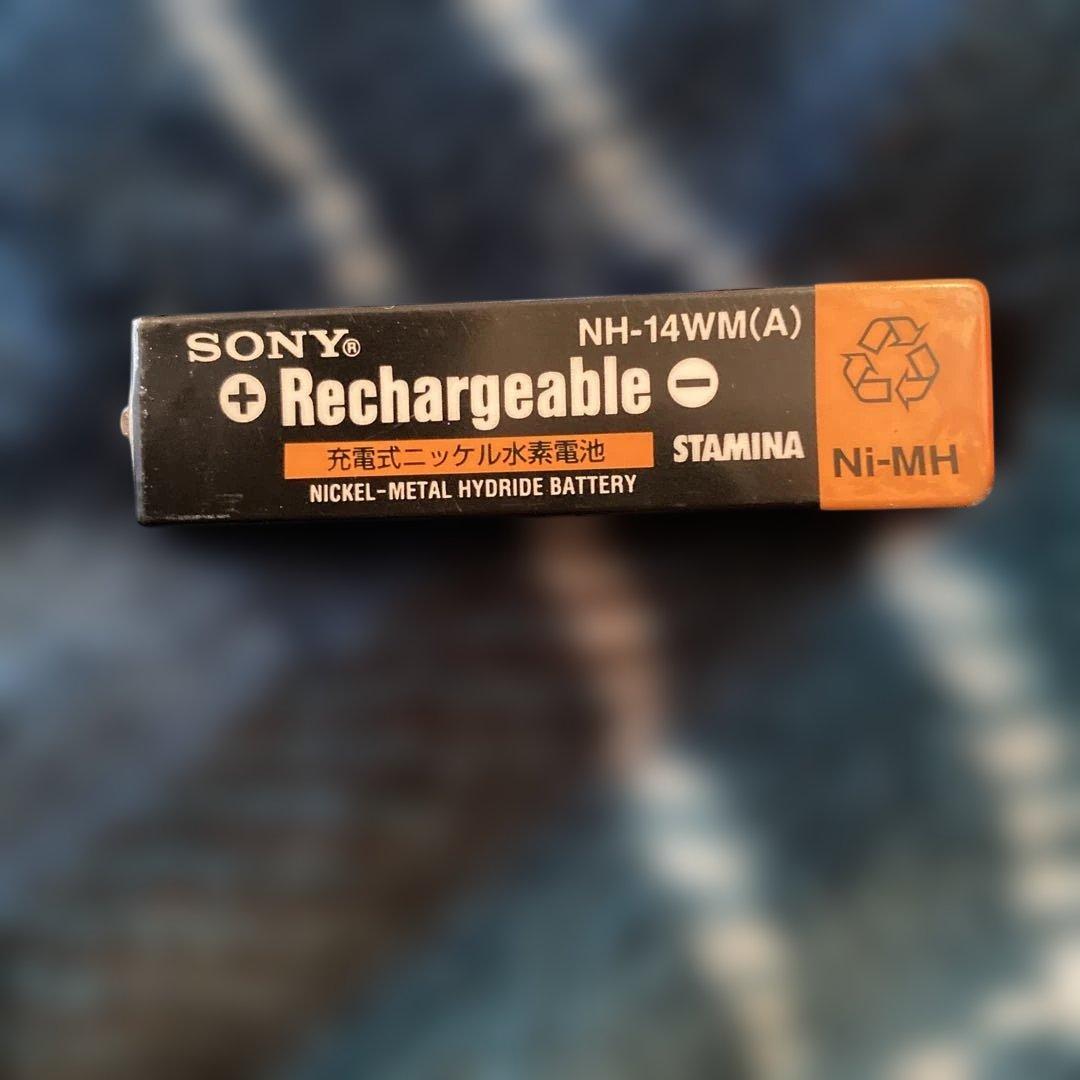 SONY®
NH-14WM(A)
⊕ Rechargeable ⊖
充電式ニッケル水素電池
STAMINA
NICKEL-METAL HYDRIDE BATTERY
Ni-MH